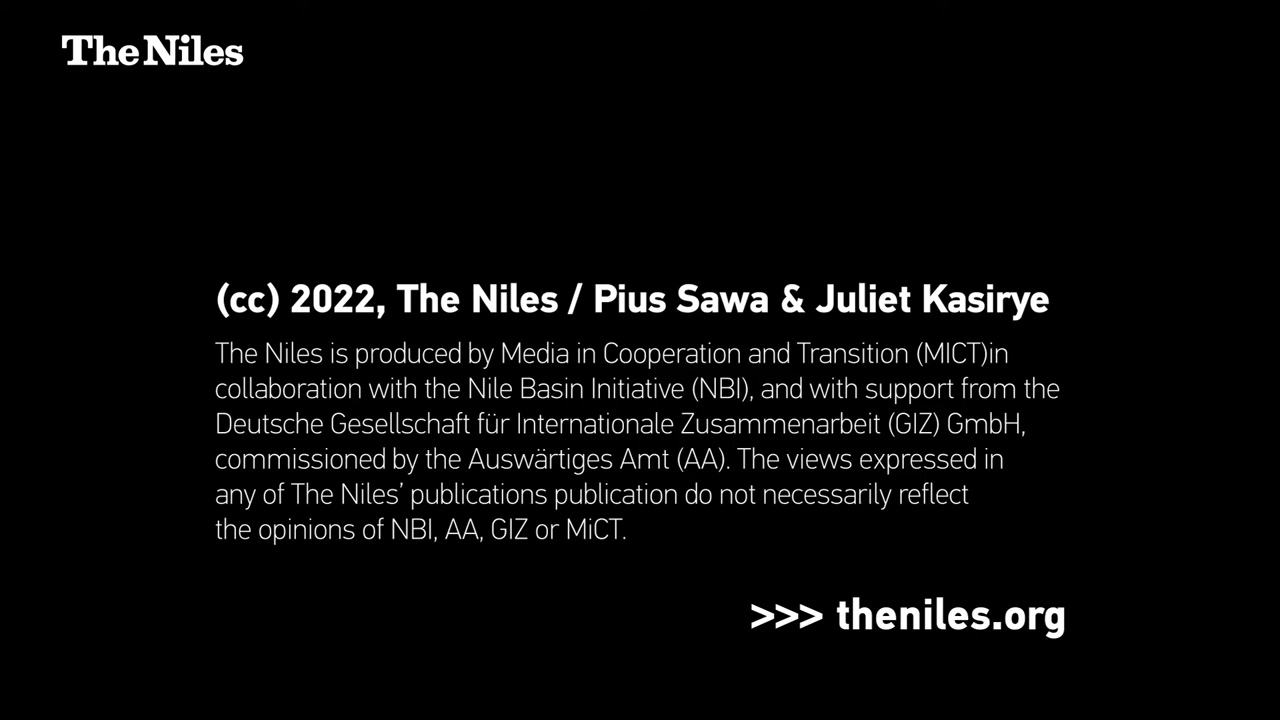 The Niles
(cc) 2022, The Niles / Pius Sawa & Juliet Kasirye
The Niles is produced by Media in Cooperation and Transition (MICT)in
collaboration with the Nile Basin Initiative (NBI), and with support from the
Deutsche Gesellschaft für Internationale Zusammenarbeit (GIZ) GmbH,
commissioned by the Auswärtiges Amt (AA). The views expressed in
any of The Niles’ publications publication do not necessarily reflect
the opinions of NBI, AA, GIZ or MiCT.
>>> theniles.org